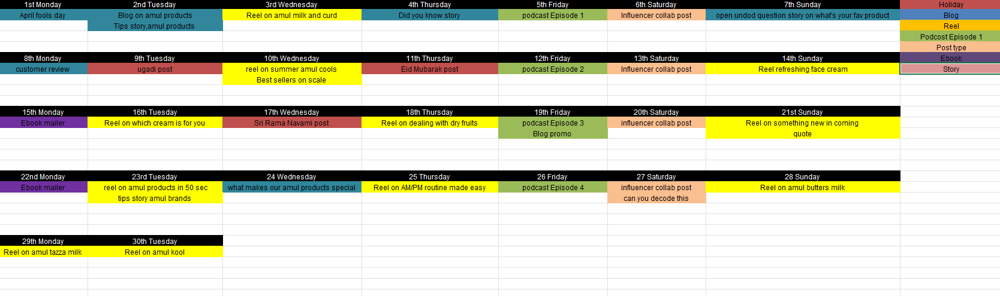 1st Monday 2nd Tuesday 3rd Wednesday 4th Thursday 5th Friday 6th Saturday 7th Sunday Holiday
April fools day Blog on amul products Reel on amul milk and curd Did you know story podcast Episode 1 Influencer collab post open undod question story on what's your fav product Blog
Tips story,amul products Reel
Podcost Episode 1
Post type
8th Monday 9th Tuesday 10th Wednesday 11th Thursday 12th Friday 13th Saturday 14th Sunday Ebook
customer review ugadi post reel on summer amul cools Eid Mubarak post podcast Episode 2 Influencer collab post Reel refreshing face cream Story
Best sellers on scale
15th Monday 16th Tuesday 17th Wednesday 18th Thursday 19th Friday 20th Saturday 21st Sunday
Ebook mailer Reel on which cream is for you Sri Rama Navami post Reel on dealing with dry fruits podcast Episode 3 influencer collab post Reel on something new in coming
Blog promo quote
22nd Monday 23rd Tuesday 24 Wednesday 25 Thursday 26 Friday 27 Saturday 28 Sunday
Ebook mailer reel on amul products in 50 sec what makes our amul products special Reel on AM/PM routine made easy podcast Episode 4 influencer collab post Reel on amul butters milk
tips story amul brands can you decode this
29th Monday 30th Tuesday
Reel on amul tazza milk Reel on amul kool